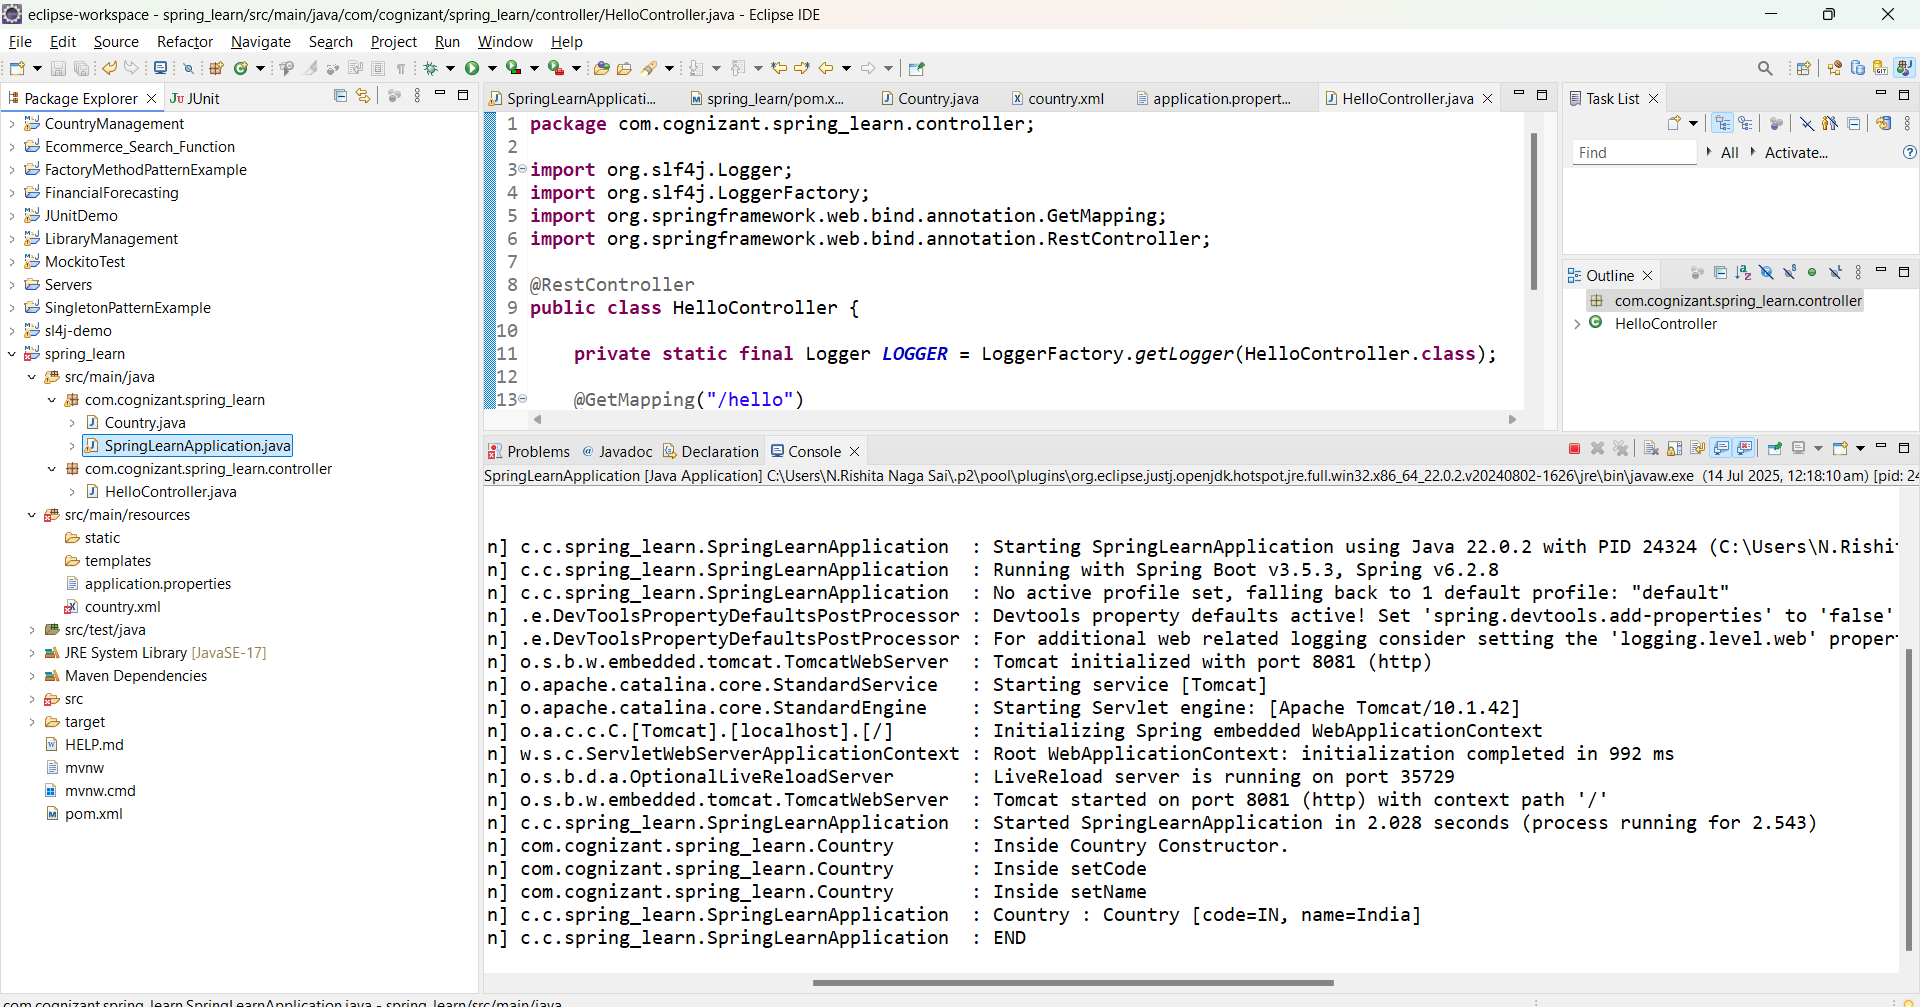 eclipse-workspace - spring_learn/src/main/java/com/cognizant/spring_learn/controller/HelloController.java - Eclipse IDE
File Edit Source Refactor Navigate Search Project Run Window Help
Package Explorer
JUnit
CountryManagement
Ecommerce_Search_Function
FactoryMethodPatternExample
FinancialForecasting
JUnitDemo
LibraryManagement
MockitoTest
Servers
SingletonPatternExample
sl4j-demo
spring_learn
src/main/java
com.cognizant.spring_learn
Country.java
SpringLearnApplication.java
com.cognizant.spring_learn.controller
HelloController.java
src/main/resources
static
templates
application.properties
country.xml
src/test/java
JRE System Library [JavaSE-17]
Maven Dependencies
src
target
HELP.md
mvnw
mvnw.cmd
pom.xml
SpringLearnApplicati... spring_learn/pom.x... Country.java country.xml application.propert... HelloController.java
1 package com.cognizant.spring_learn.controller;
2
3 import org.slf4j.Logger;
4 import org.slf4j.LoggerFactory;
5 import org.springframework.web.bind.annotation.GetMapping;
6 import org.springframework.web.bind.annotation.RestController;
7
8 @RestController
9 public class HelloController {
10
11 private static final Logger LOGGER = LoggerFactory.getLogger(HelloController.class);
12
13 @GetMapping("/hello")
Task List
Find All Activate...
Outline
com.cognizant.spring_learn.controller
HelloController
Problems @ Javadoc Declaration Console
SpringLearnApplication [Java Application] C:\Users\N.Rishita Naga Sai\.p2\pool\plugins\org.eclipse.justj.openjdk.hotspot.jre.full.win32.x86_64_22.0.2.v20240802-1626\jre\bin\javaw.exe (14 Jul 2025, 12:18:10 am) [pid: 24
n] c.c.spring_learn.SpringLearnApplication : Starting SpringLearnApplication using Java 22.0.2 with PID 24324 (C:\Users\N.Rishi
n] c.c.spring_learn.SpringLearnApplication : Running with Spring Boot v3.5.3, Spring v6.2.8
n] c.c.spring_learn.SpringLearnApplication : No active profile set, falling back to 1 default profile: "default"
n] .e.DevToolsPropertyDefaultsPostProcessor : Devtools property defaults active! Set 'spring.devtools.add-properties' to 'false'
n] .e.DevToolsPropertyDefaultsPostProcessor : For additional web related logging consider setting the 'logging.level.web' proper
n] o.s.b.w.embedded.tomcat.TomcatWebServer : Tomcat initialized with port 8081 (http)
n] o.apache.catalina.core.StandardService : Starting service [Tomcat]
n] o.apache.catalina.core.StandardEngine : Starting Servlet engine: [Apache Tomcat/10.1.42]
n] o.a.c.c.C.[Tomcat].[localhost].[/] : Initializing Spring embedded WebApplicationContext
n] w.s.c.ServletWebServerApplicationContext : Root WebApplicationContext: initialization completed in 992 ms
n] o.s.b.d.a.OptionalLiveReloadServer : LiveReload server is running on port 35729
n] o.s.b.w.embedded.tomcat.TomcatWebServer : Tomcat started on port 8081 (http) with context path '/'
n] c.c.spring_learn.SpringLearnApplication : Started SpringLearnApplication in 2.028 seconds (process running for 2.543)
n] com.cognizant.spring_learn.Country : Inside Country Constructor.
n] com.cognizant.spring_learn.Country : Inside setCode
n] com.cognizant.spring_learn.Country : Inside setName
n] c.c.spring_learn.SpringLearnApplication : Country : Country [code=IN, name=India]
n] c.c.spring_learn.SpringLearnApplication : END
com.cognizant.spring_learn.SpringLearnApplication.java - spring_learn/src/main/java